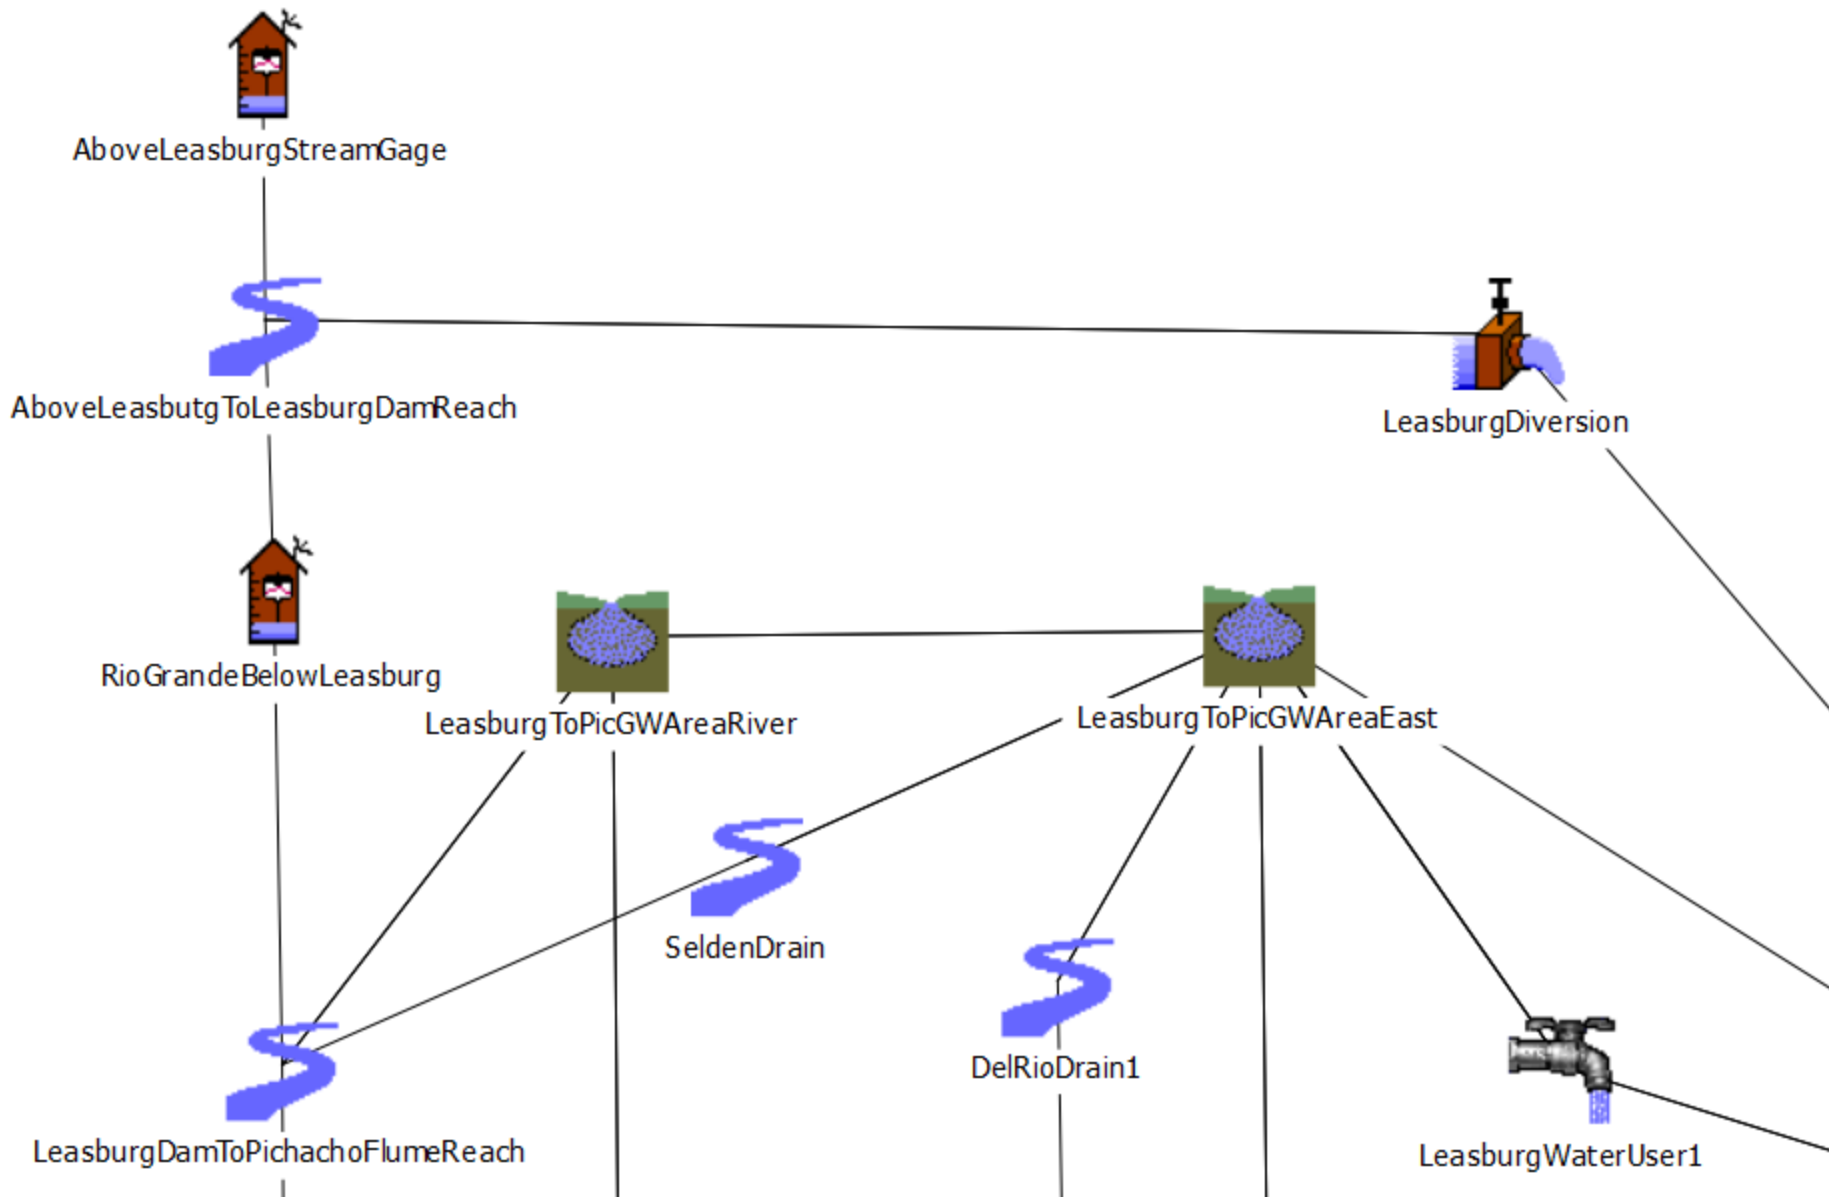 AboveLeasburgStreamGage
AboveLeasbutgToLeasburgDamReach
LeasburgDiversion
RioGrandeBelowLeasburg
LeasburgToPicGWAreaRiver
LeasburgToPicGWAreaEast
SeldenDrain
DelRioDrain1
LeasburgDamToPichachoFlumeReach
LeasburgWaterUser1